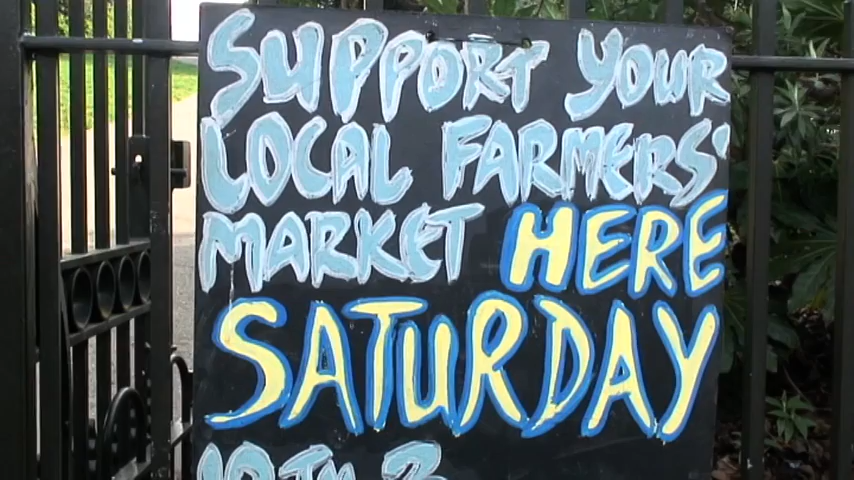 SUPPORT YOUR
LOCAL FARMERS'
MARKET HERE
SATURDAY